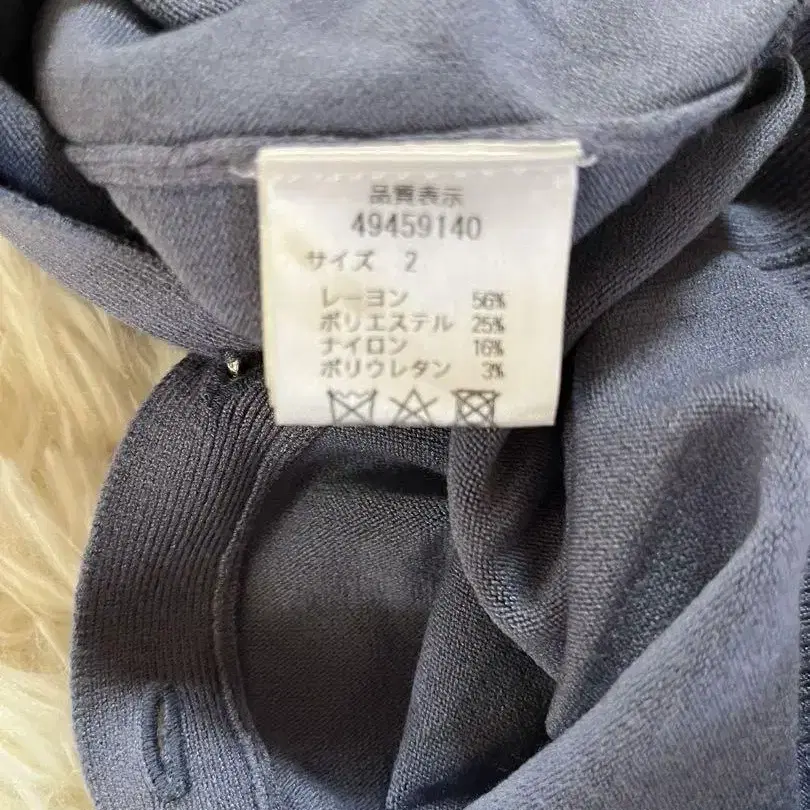 品質表示
49459140
サイズ 2
レーヨン 56%
ポリエステル 25%
ナイロン 16%
ポリウレタン 3%